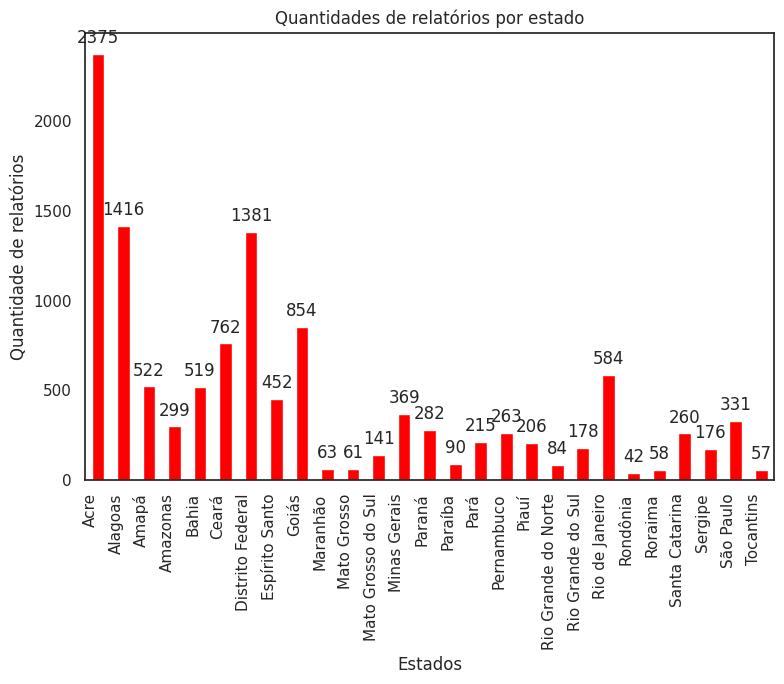 Quantidades de relatórios por estado
Quantidade de relatórios
2000
1500
1000
500
0
2375
1416
522
299
519
762
1381
452
854
63
61
141
369
282
90
215
263
206
84
178
584
42
58
260
176
331
57
Acre
Alagoas
Amapá
Amazonas
Bahia
Ceará
Distrito Federal
Espírito Santo
Goiás
Maranhão
Mato Grosso
Mato Grosso do Sul
Minas Gerais
Paraná
Paraíba
Pará
Pernambuco
Piauí
Rio Grande do Norte
Rio Grande do Sul
Rio de Janeiro
Rondônia
Roraima
Santa Catarina
Sergipe
São Paulo
Tocantins
Estados